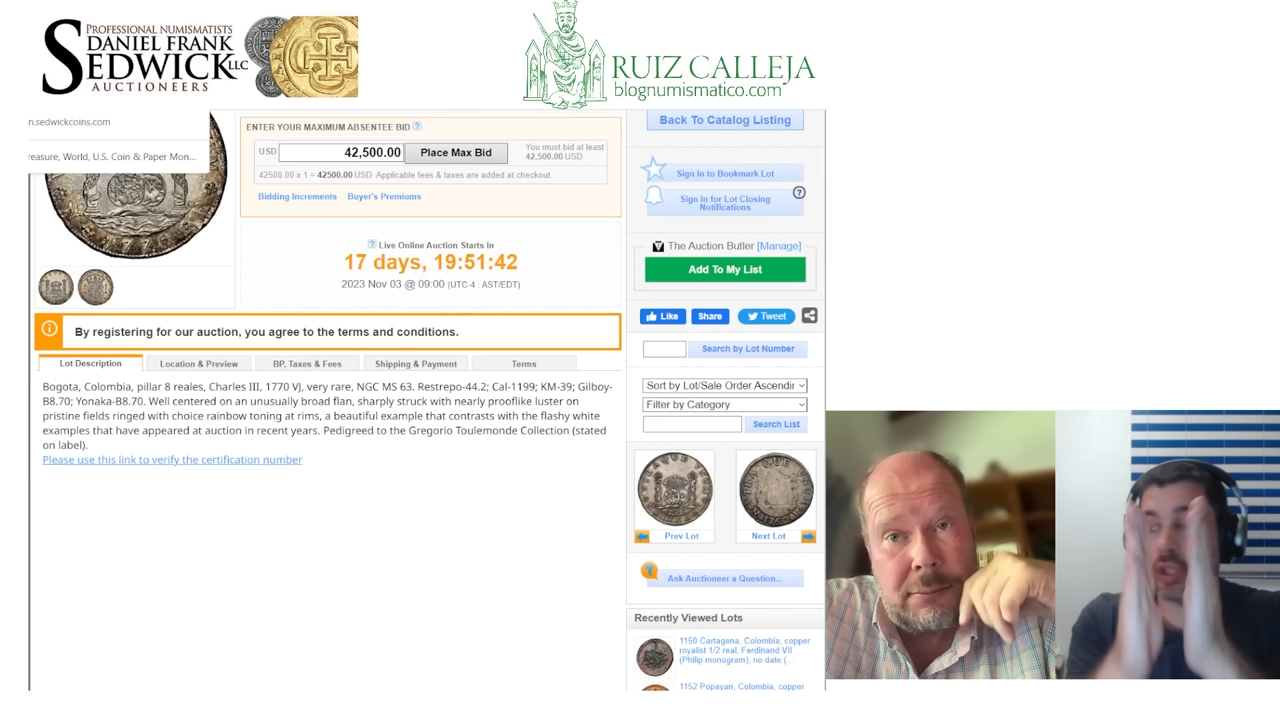 PROFESSIONAL NUMISMATISTS
DANIEL FRANK
SEDWICK LLC
AUCTIONEERS
RUIZ CALLEJA
blognumismatico.com
n.sedwickcoins.com
reasure, World, U.S. Coin & Paper Mon...
ENTER YOUR MAXIMUM ABSENTEE BID ?
USD 42,500.00 Place Max Bid
You must bid at least
42,500.00 USD
42500.00 x 1 = 42500.00 USD Applicable fees & taxes are added at checkout.
Bidding Increments Buyer's Premiums
? Live Online Auction Starts In
17 days, 19:51:42
2023 Nov 03 @ 09:00 (UTC-4 : AST/EDT)
By registering for our auction, you agree to the terms and conditions.
Lot Description Location & Preview BP, Taxes & Fees Shipping & Payment Terms
Bogota, Colombia, pillar 8 reales, Charles III, 1770 VJ, very rare, NGC MS 63. Restrepo-44.2; Cal-1199; KM-39; Gilboy-
B8.70; Yonaka-B8.70. Well centered on an unusually broad flan, sharply struck with nearly prooflike luster on
pristine fields ringed with choice rainbow toning at rims, a beautiful example that contrasts with the flashy white
examples that have appeared at auction in recent years. Pedigreed to the Gregorio Toulemonde Collection (stated
on label).
Please use this link to verify the certification number
Back To Catalog Listing
Sign In to Bookmark Lot
Sign In for Lot Closing
Notifications
?
The Auction Butler [Manage]
Add To My List
Like Share Tweet
Search by Lot Number
Sort by Lot/Sale Order Ascendin
Filter by Category
Search List
Prev Lot Next Lot
Ask Auctioneer a Question...
Recently Viewed Lots
1150 Cartagena, Colombia, copper
royalist 1/2 real, Ferdinand VII
(Philip monogram), no date (...
1152 Popayan, Colombia, copper